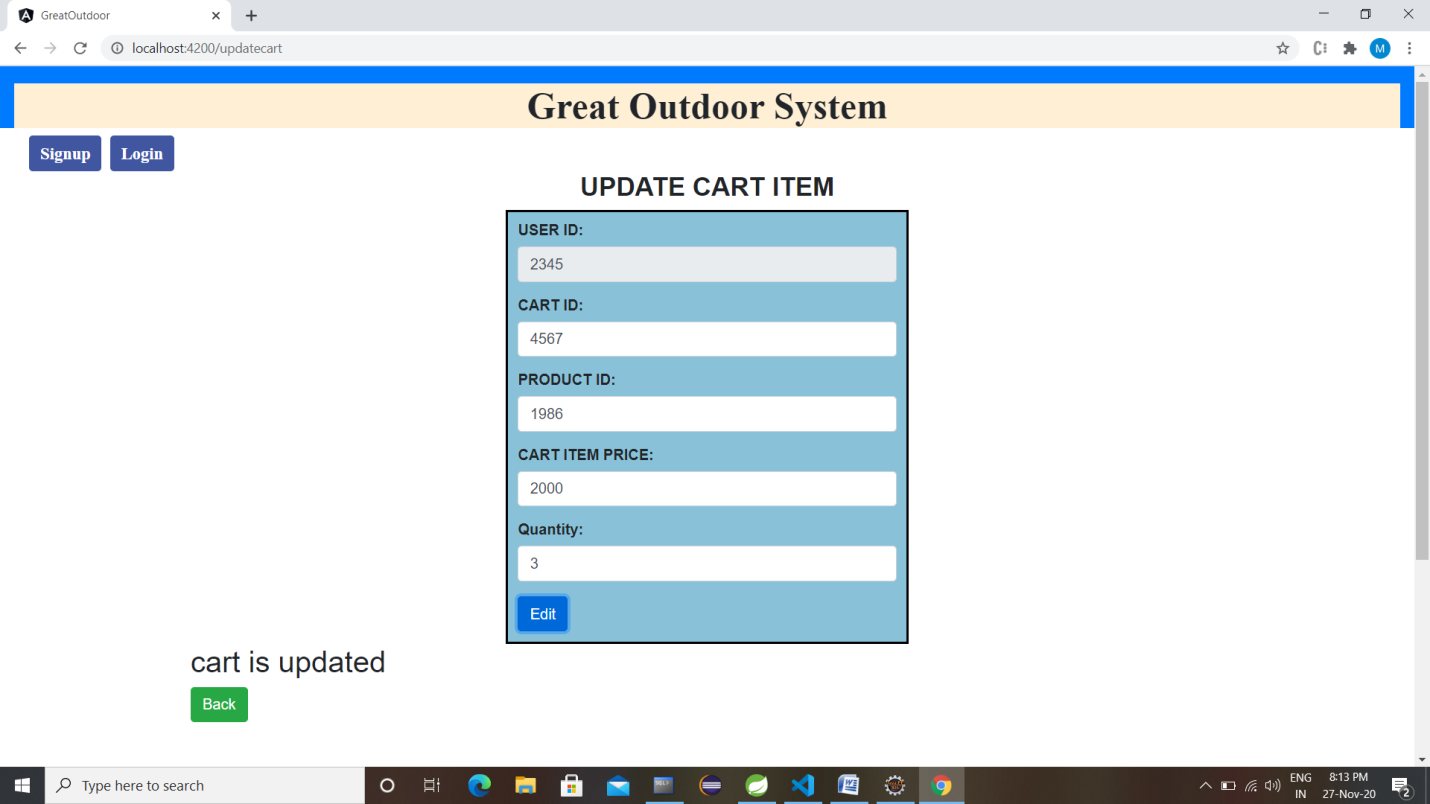 GreatOutdoor
localhost:4200/updatecart
M
Great Outdoor System
Signup Login
UPDATE CART ITEM
USER ID:
2345
CART ID:
4567
PRODUCT ID:
1986
CART ITEM PRICE:
2000
Quantity:
3
Edit
cart is updated
Back
Type here to search
ENG
IN
8:13 PM
27-Nov-20
2